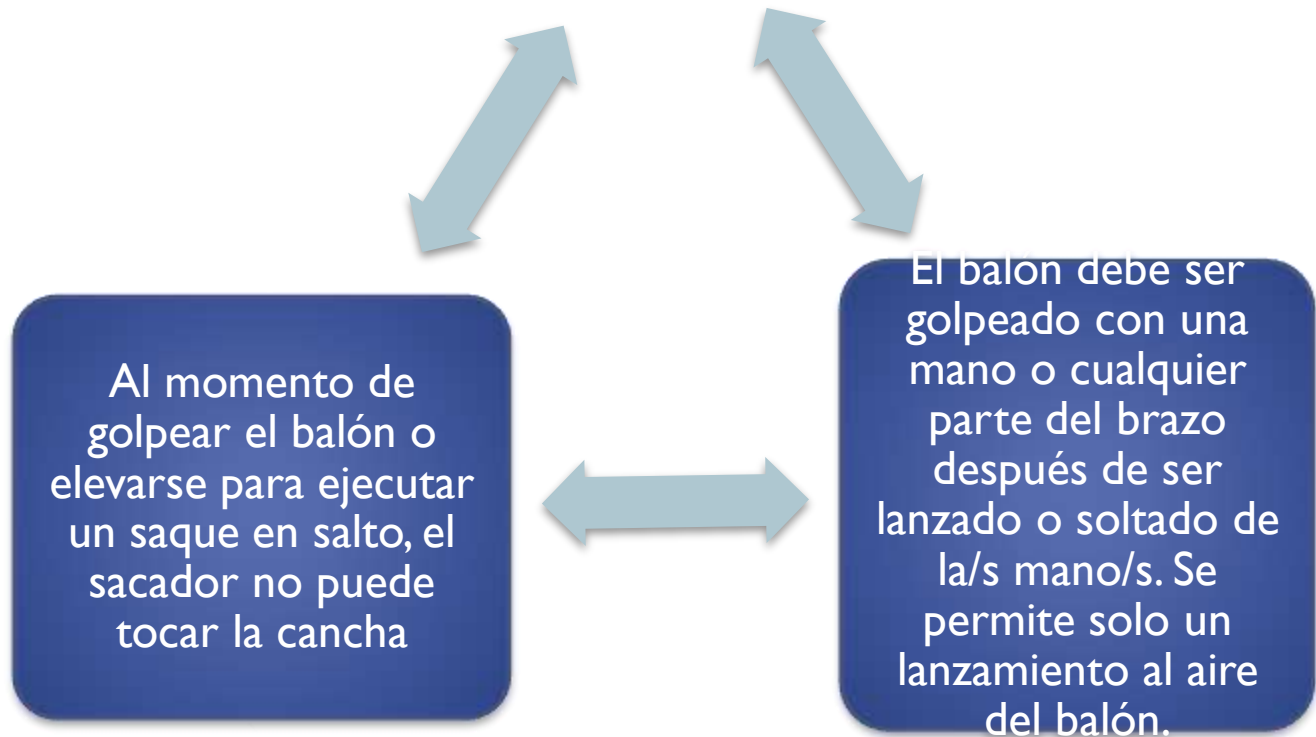 Al momento de
golpear el balón o
elevarse para ejecutar
un saque en salto, el
sacador no puede
tocar la cancha
El balón debe ser
golpeado con una
mano o cualquier
parte del brazo
después de ser
lanzado o soltado de
la/s mano/s. Se
permite solo un
lanzamiento al aire
del balón.